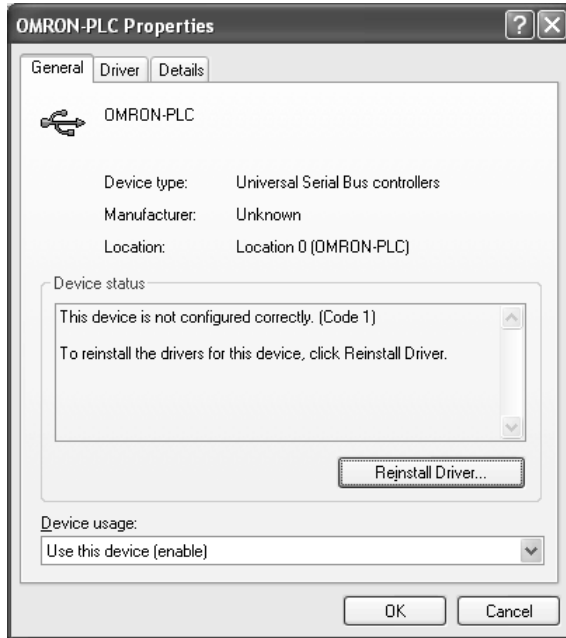 OMRON-PLC Properties
General Driver Details
OMRON-PLC
Device type: Universal Serial Bus controllers
Manufacturer: Unknown
Location: Location 0 (OMRON-PLC)
Device status
This device is not configured correctly. (Code 1)
To reinstall the drivers for this device, click Reinstall Driver.
Reinstall Driver...
Device usage:
Use this device (enable)
OK Cancel